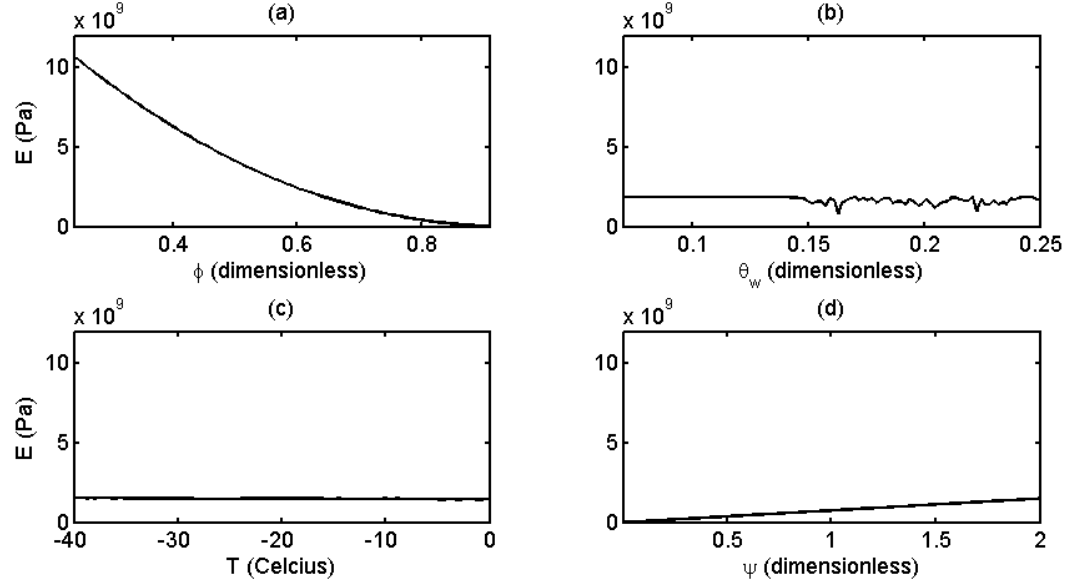 (a)
x 10^9
10
5
0
E (Pa)
0.4 0.6 0.8
ϕ (dimensionless)
(b)
x 10^9
10
5
0
0.1 0.15 0.2 0.25
θ_w (dimensionless)
(c)
x 10^9
10
5
0
E (Pa)
-40 -30 -20 -10 0
T (Celcius)
(d)
x 10^9
10
5
0
0.5 1 1.5 2
ψ (dimensionless)